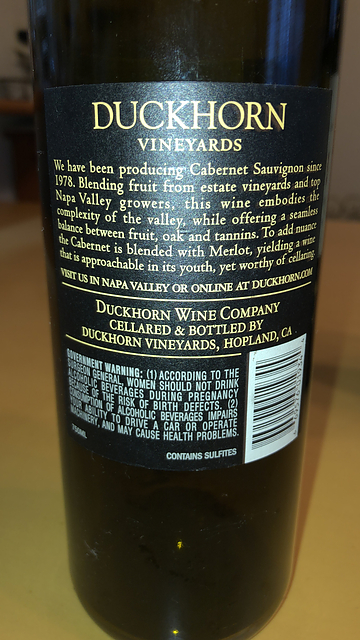 DUCKHORN
VINEYARDS
We have been producing Cabernet Sauvignon since
1978. Blending fruit from estate vineyards and top
Napa Valley growers, this wine embodies the
complexity of the valley, while offering a seamless
balance between fruit, oak and tannins. To add nuance
the Cabernet is blended with Merlot, yielding a wine
that is approachable in its youth, yet worthy of cellaring.
VISIT US IN NAPA VALLEY OR ONLINE AT DUCKHORN.COM
DUCKHORN WINE COMPANY
CELLARED & BOTTLED BY
DUCKHORN VINEYARDS, HOPLAND, CA
GOVERNMENT WARNING: (1) ACCORDING TO THE
SURGEON GENERAL, WOMEN SHOULD NOT DRINK
ALCOHOLIC BEVERAGES DURING PREGNANCY
BECAUSE OF THE RISK OF BIRTH DEFECTS. (2)
CONSUMPTION OF ALCOHOLIC BEVERAGES IMPAIRS
YOUR ABILITY TO DRIVE A CAR OR OPERATE
MACHINERY, AND MAY CAUSE HEALTH PROBLEMS.
750ML
CONTAINS SULFITES